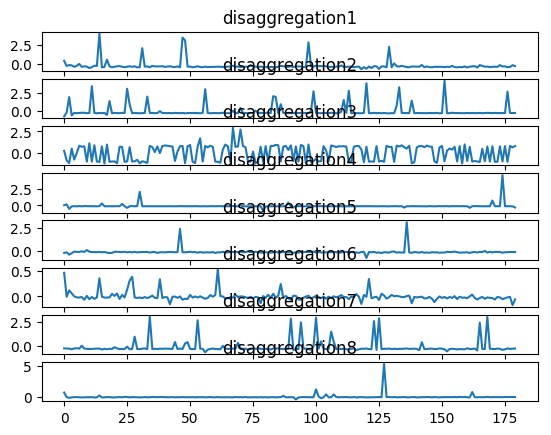 disaggregation1
2.5
0.0
disaggregation2
2.5
0.0
disaggregation3
2.5
0.0
disaggregation4
2.5
0.0
disaggregation5
2.5
0.0
disaggregation6
0.5
0.0
disaggregation7
2.5
0.0
disaggregation8
5
0
0 25 50 75 100 125 150 175